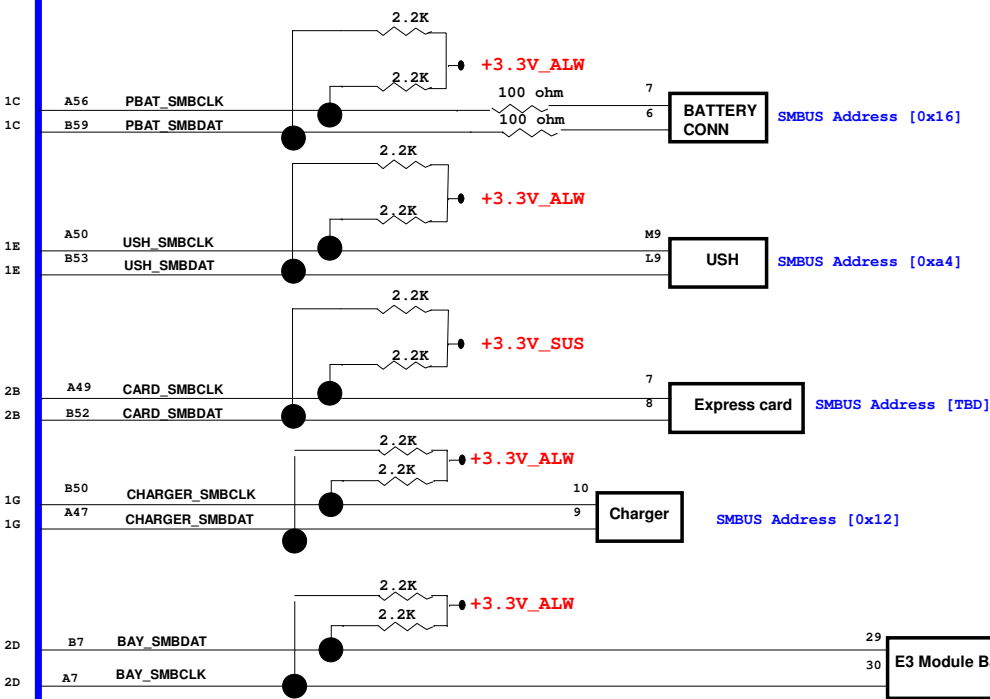 2.2K
+3.3V_ALW
2.2K
1C A56 PBAT_SMBCLK 100 ohm 7
1C B59 PBAT_SMBDAT 100 ohm 6
BATTERY CONN
SMBUS Address [0x16]
2.2K
+3.3V_ALW
2.2K
1E A50 USH_SMBCLK M9
1E B53 USH_SMBDAT L9
USH
SMBUS Address [0xa4]
2.2K
+3.3V_SUS
2.2K
2B A49 CARD_SMBCLK 7
2B B52 CARD_SMBDAT 8
Express card
SMBUS Address [TBD]
2.2K
+3.3V_ALW
2.2K
1G B50 CHARGER_SMBCLK 10
1G A47 CHARGER_SMBDAT 9
Charger
SMBUS Address [0x12]
2.2K
+3.3V_ALW
2.2K
2D B7 BAY_SMBDAT 29
2D A7 BAY_SMBCLK 30
E3 Module